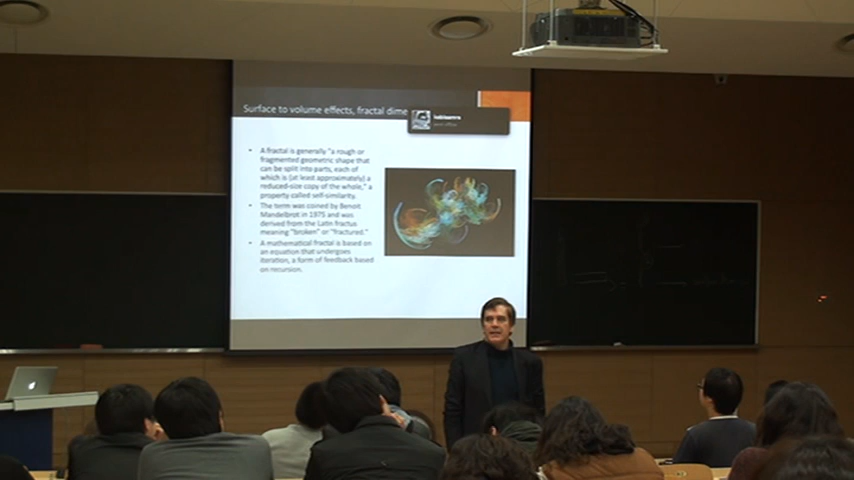 Surface to volume effects, fractal dime
• A fractal is generally "a rough or
fragmented geometric shape that
can be split into parts, each of
which is (at least approximately) a
reduced-size copy of the whole," a
property called self-similarity.
• The term was coined by Benoit
Mandelbrot in 1975 and was
derived from the Latin fractus
meaning "broken" or "fractured."
• A mathematical fractal is based on
an equation that undergoes
iteration, a form of feedback based
on recursion.